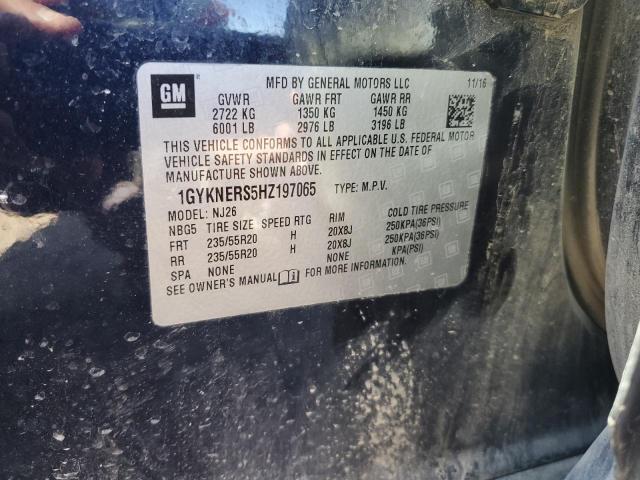 GM
MFD BY GENERAL MOTORS LLC 11/16
GVWR GAWR FRT GAWR RR
2722 KG 1350 KG 1450 KG
6001 LB 2976 LB 3196 LB
THIS VEHICLE CONFORMS TO ALL APPLICABLE U.S. FEDERAL MOTOR
VEHICLE SAFETY STANDARDS IN EFFECT ON THE DATE OF
MANUFACTURE SHOWN ABOVE.
1GYKNERS5HZ197065 TYPE: M.P.V.
MODEL: NJ26
NBG5 TIRE SIZE SPEED RTG RIM COLD TIRE PRESSURE
FRT 235/55R20 H 20X8J 250KPA(36PSI)
RR 235/55R20 H 20X8J 250KPA(36PSI)
SPA NONE NONE KPA(PSI)
SEE OWNER'S MANUAL FOR MORE INFORMATION.